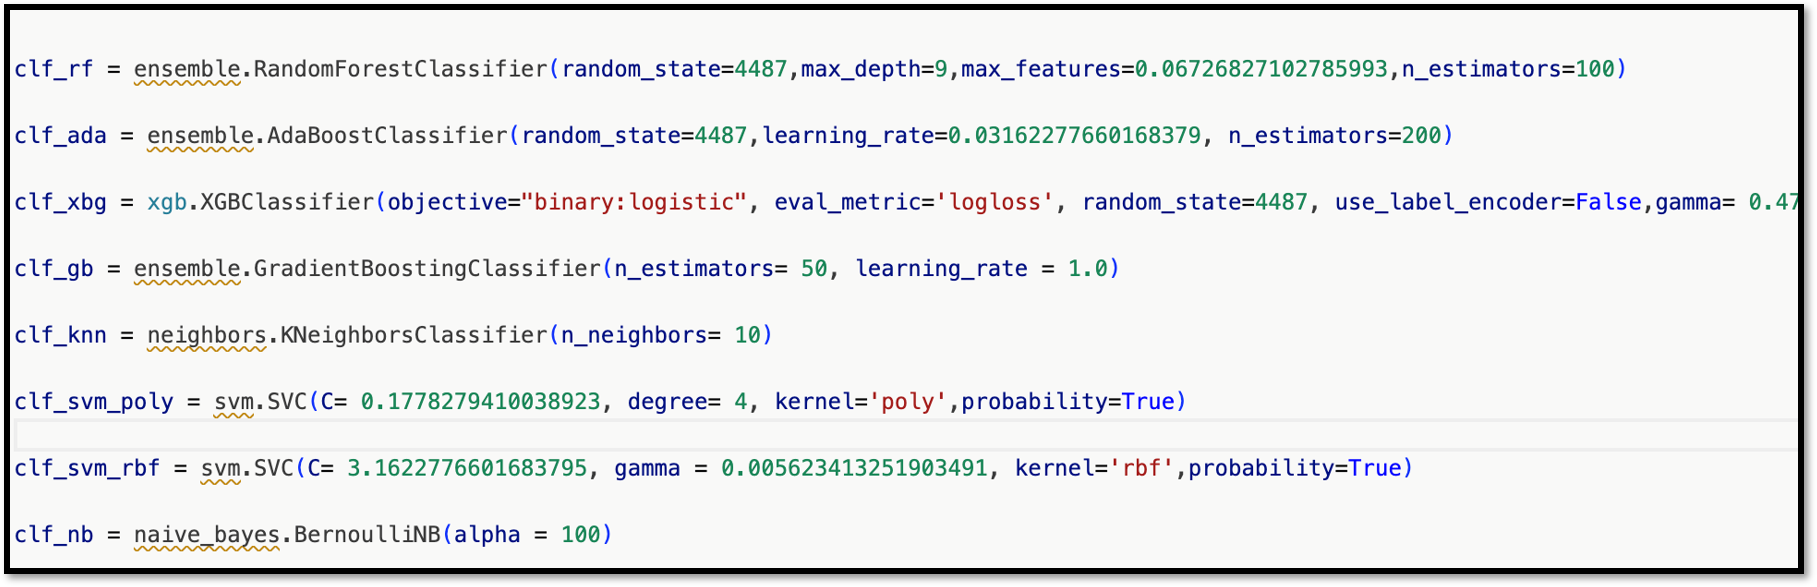 clf_rf = ensemble.RandomForestClassifier(random_state=4487,max_depth=9,max_features=0.06726827102785993,n_estimators=100)
clf_ada = ensemble.AdaBoostClassifier(random_state=4487,learning_rate=0.03162277660168379, n_estimators=200)
clf_xbg = xgb.XGBClassifier(objective="binary:logistic", eval_metric='logloss', random_state=4487, use_label_encoder=False,gamma= 0.47
clf_gb = ensemble.GradientBoostingClassifier(n_estimators= 50, learning_rate = 1.0)
clf_knn = neighbors.KNeighborsClassifier(n_neighbors= 10)
clf_svm_poly = svm.SVC(C= 0.1778279410038923, degree= 4, kernel='poly',probability=True)
clf_svm_rbf = svm.SVC(C= 3.1622776601683795, gamma = 0.005623413251903491, kernel='rbf',probability=True)
clf_nb = naive_bayes.BernoulliNB(alpha = 100)